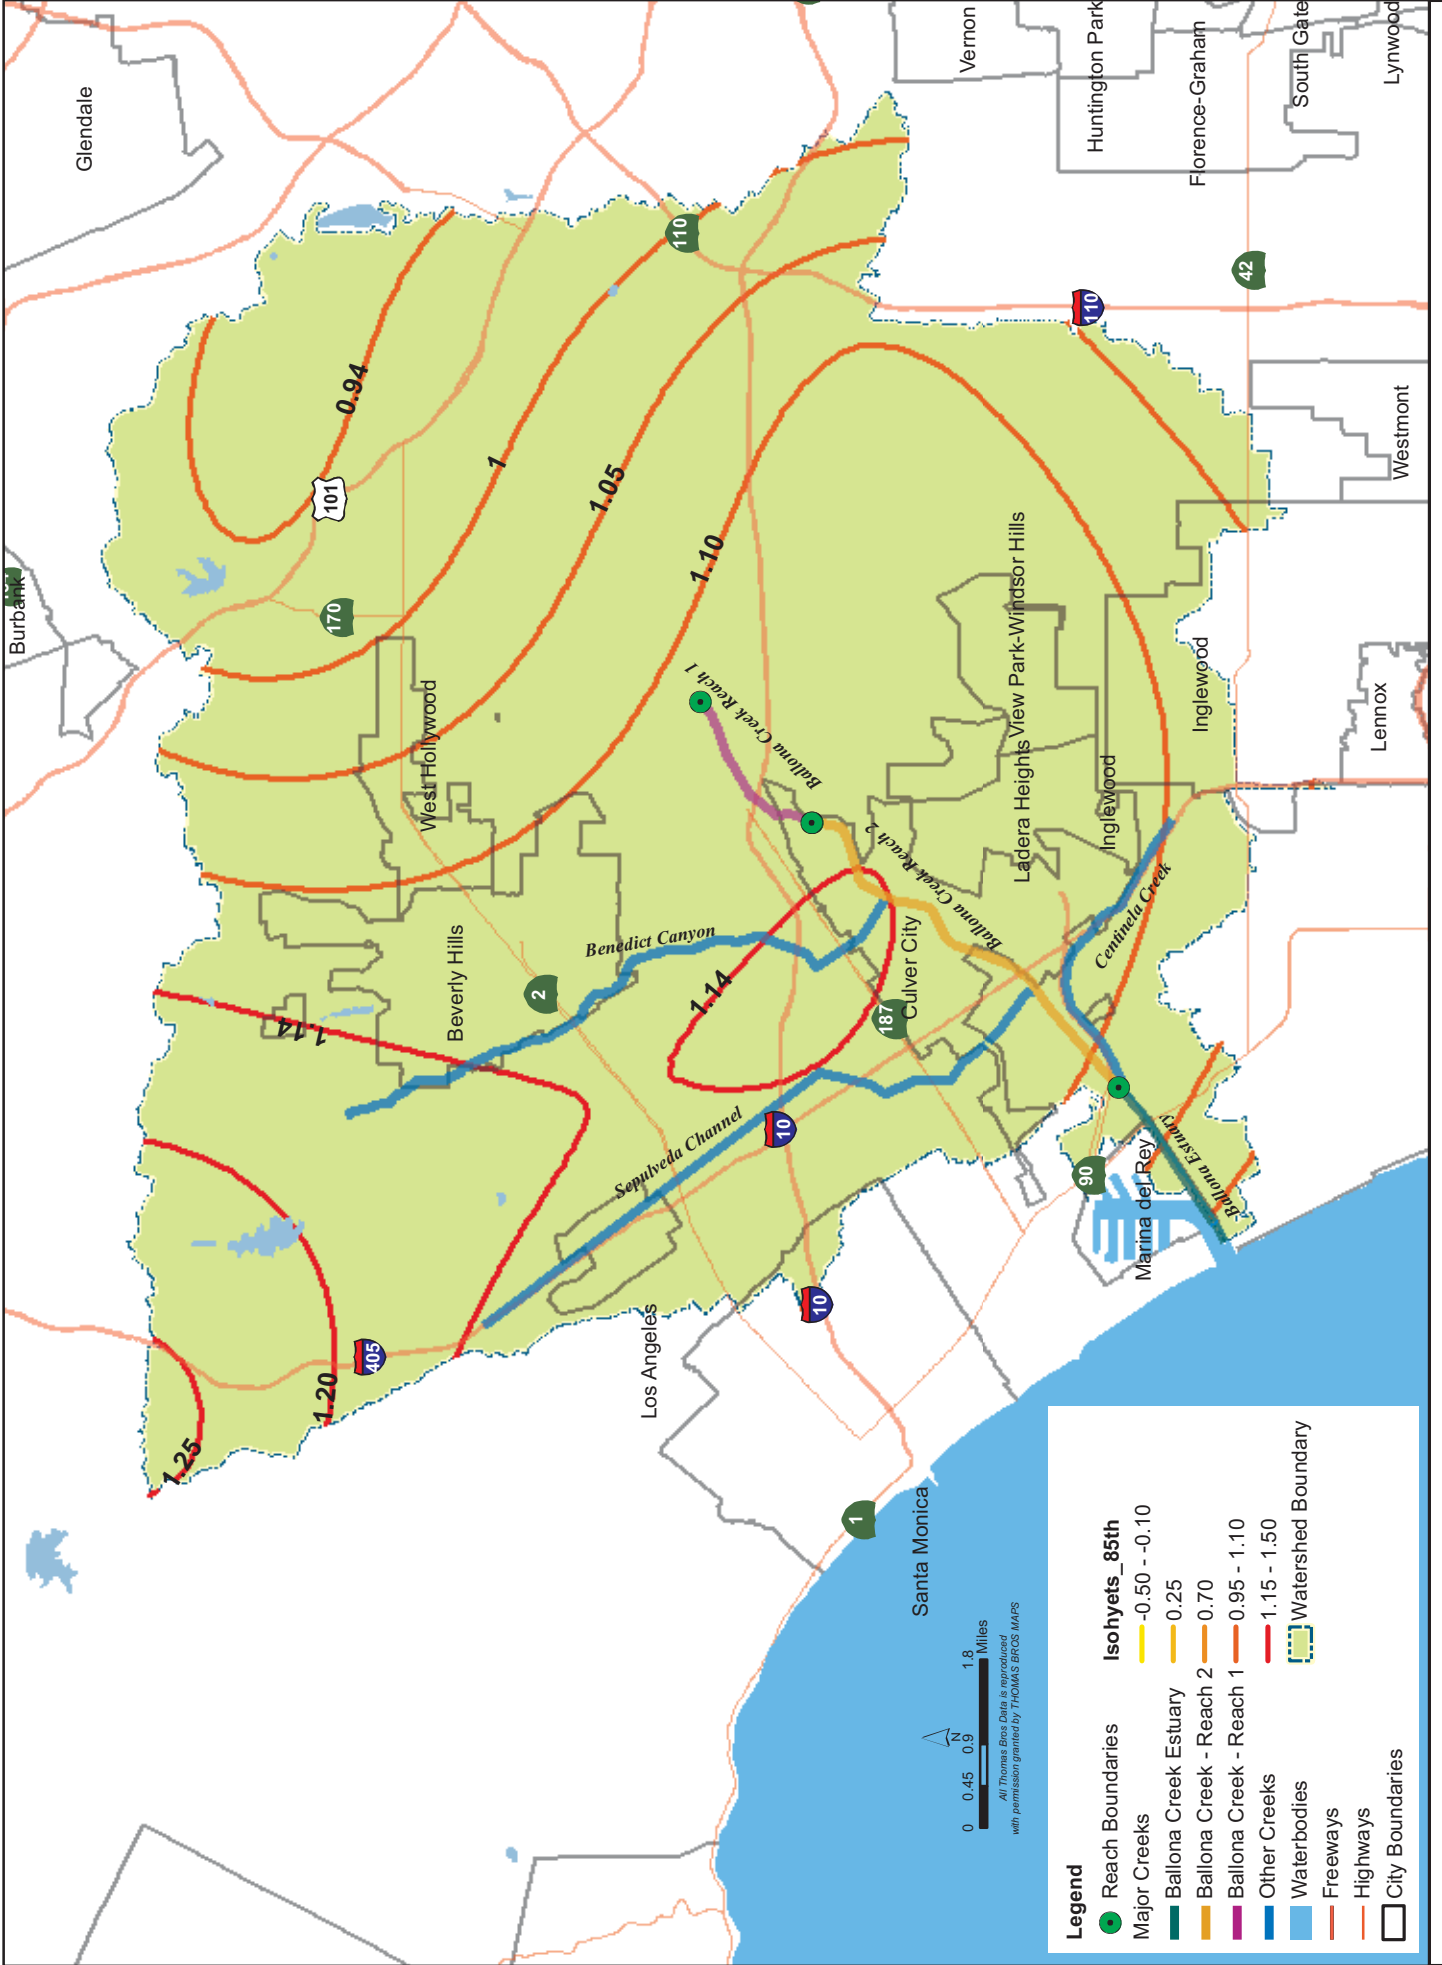 Glendale
Burbank
Vernon
Huntington Park
Florence-Graham
South Gate
Lynwood
Westmont
Lennox
Inglewood
Inglewood
View Park-Windsor Hills
Ladera Heights
Culver City
West Hollywood
Beverly Hills
Los Angeles
Santa Monica
Marina del Rey
0.94
1
1.05
1.10
1.14
1.14
1.20
1.25
101
170
110
110
42
2
187
10
10
405
90
1
Ballona Creek Reach 1
Ballona Creek Reach 2
Benedict Canyon
Sepulveda Channel
Centinela Creek
Ballona Estuary
N
0 0.45 0.9 1.8
Miles
All Thomas Bros Data is reproduced
with permission granted by THOMAS BROS MAPS
Legend
Reach Boundaries
Major Creeks
Ballona Creek Estuary
Ballona Creek - Reach 2
Ballona Creek - Reach 1
Other Creeks
Waterbodies
Freeways
Highways
City Boundaries
Isohyets_85th
-0.50 - -0.10
0.25
0.70
0.95 - 1.10
1.15 - 1.50
Watershed Boundary